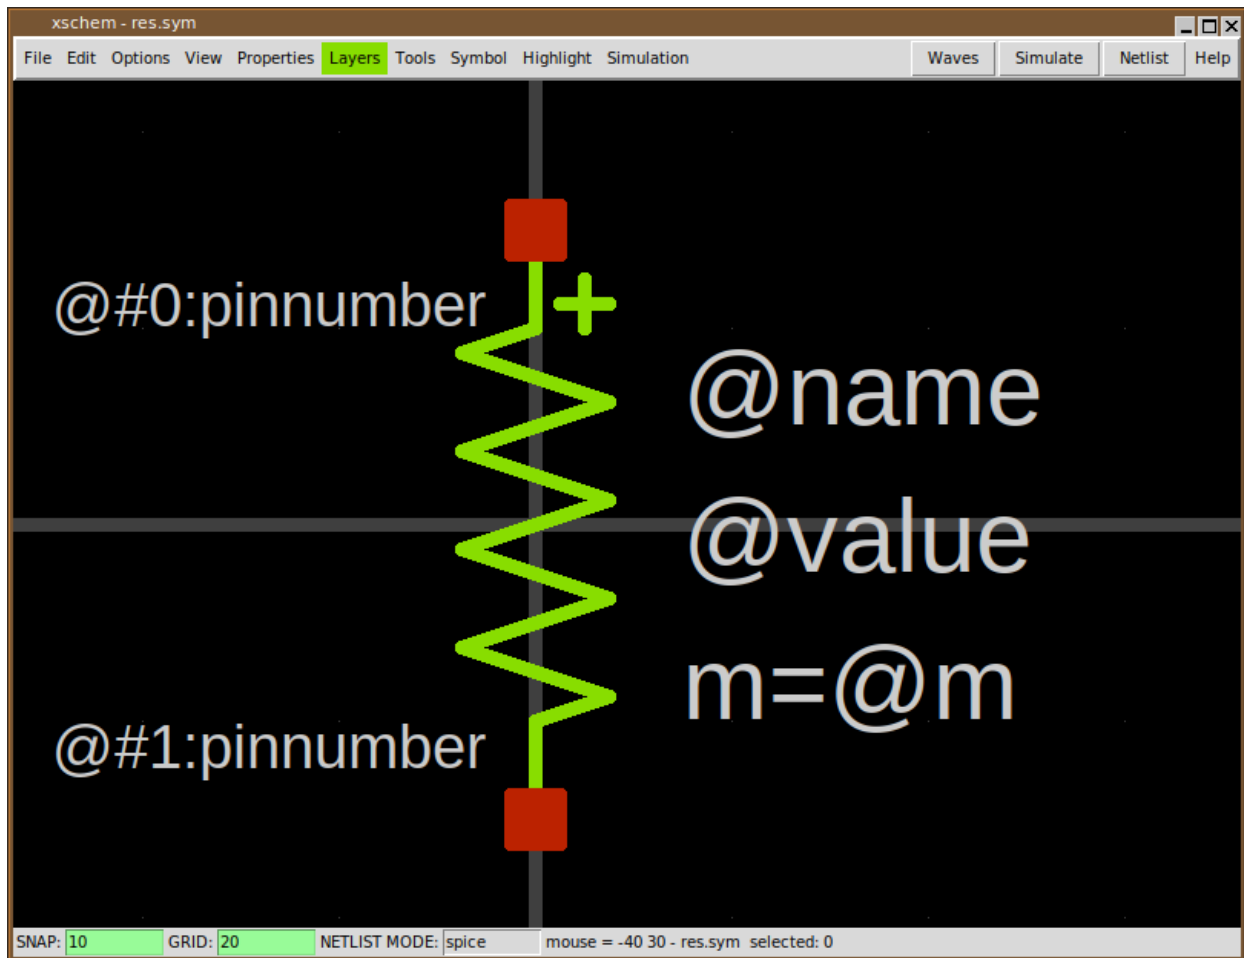 xschem - res.sym
File Edit Options View Properties Layers Tools Symbol Highlight Simulation Waves Simulate Netlist Help
@#0:pinnumber
@name
@value
m=@m
@#1:pinnumber
SNAP: 10 GRID: 20 NETLIST MODE: spice mouse = -40 30 - res.sym selected: 0